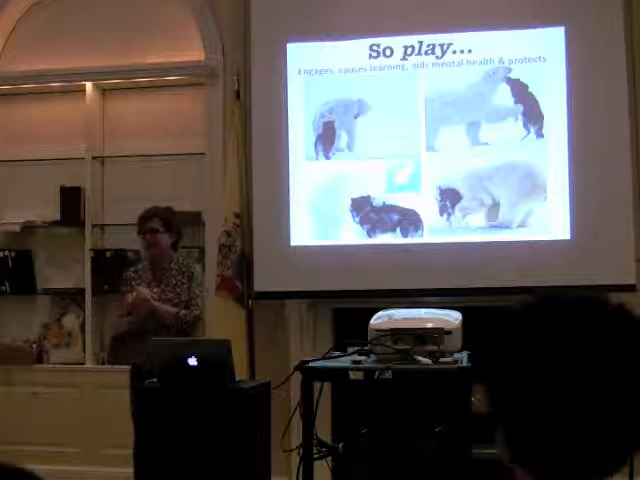 So play...
Engages, causes learning, aids mental health & protects